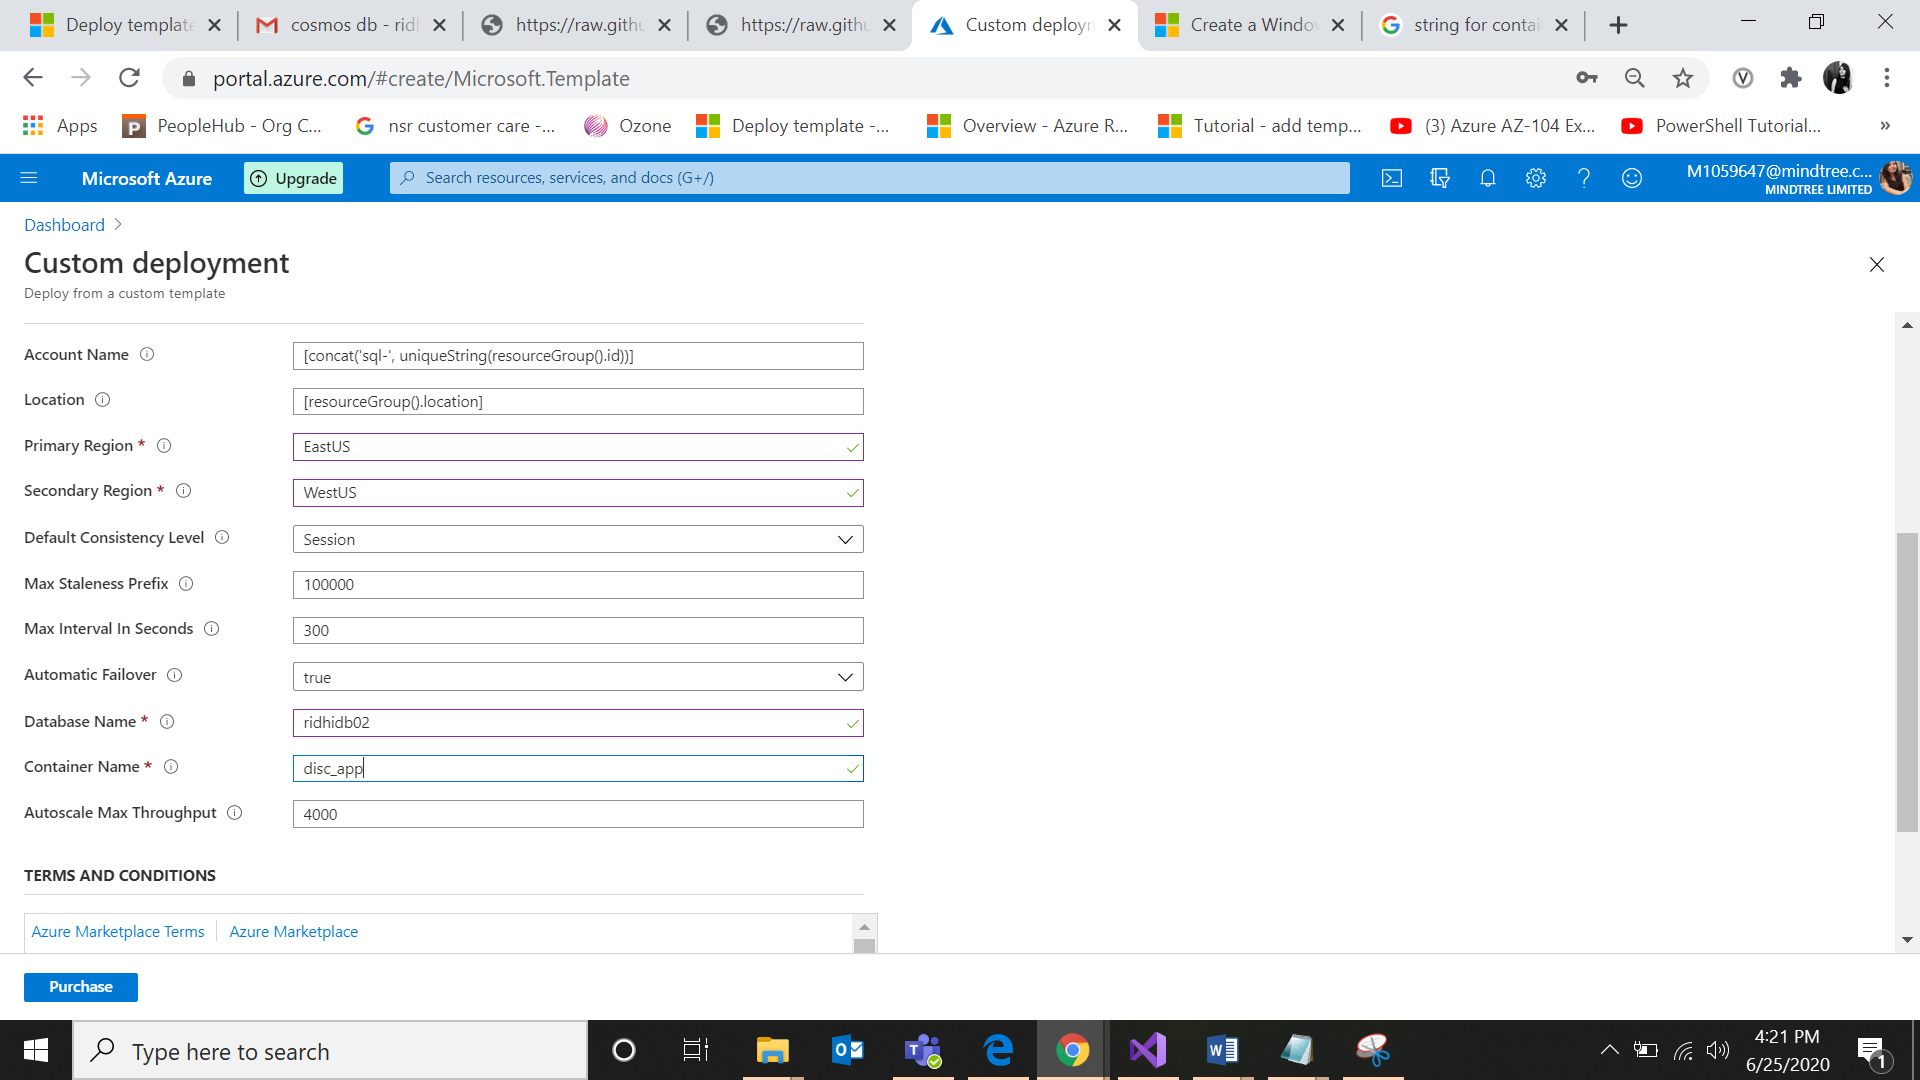 Deploy template
cosmos db - ridh
https://raw.githu
https://raw.githu
Custom deploym
Create a Windo
string for contai
portal.azure.com/#create/Microsoft.Template
Apps
PeopleHub - Org C...
nsr customer care -...
Ozone
Deploy template -...
Overview - Azure R...
Tutorial - add temp...
(3) Azure AZ-104 Ex...
PowerShell Tutorial...
»
Microsoft Azure
Upgrade
Search resources, services, and docs (G+/)
M1059647@mindtree.c...
MINDTREE LIMITED
Dashboard
Custom deployment
Deploy from a custom template
Account Name
[concat('sql-', uniqueString(resourceGroup().id))]
Location
[resourceGroup().location]
Primary Region *
EastUS
Secondary Region *
WestUS
Default Consistency Level
Session
Max Staleness Prefix
100000
Max Interval In Seconds
300
Automatic Failover
true
Database Name *
ridhidb02
Container Name *
disc_app
Autoscale Max Throughput
4000
TERMS AND CONDITIONS
Azure Marketplace Terms
Azure Marketplace
Purchase
Type here to search
4:21 PM
6/25/2020
1